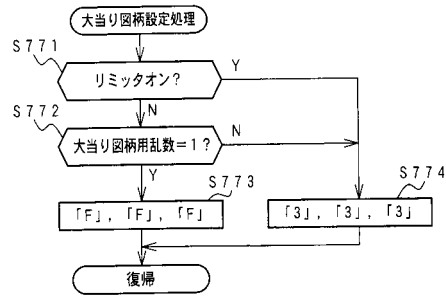 大当り図柄設定処理
S771
リミッタオン?
Y
N
S772
大当り図柄用乱数=1?
N
Y
S773
「F」,「F」,「F」
S774
「3」,「3」,「3」
復帰